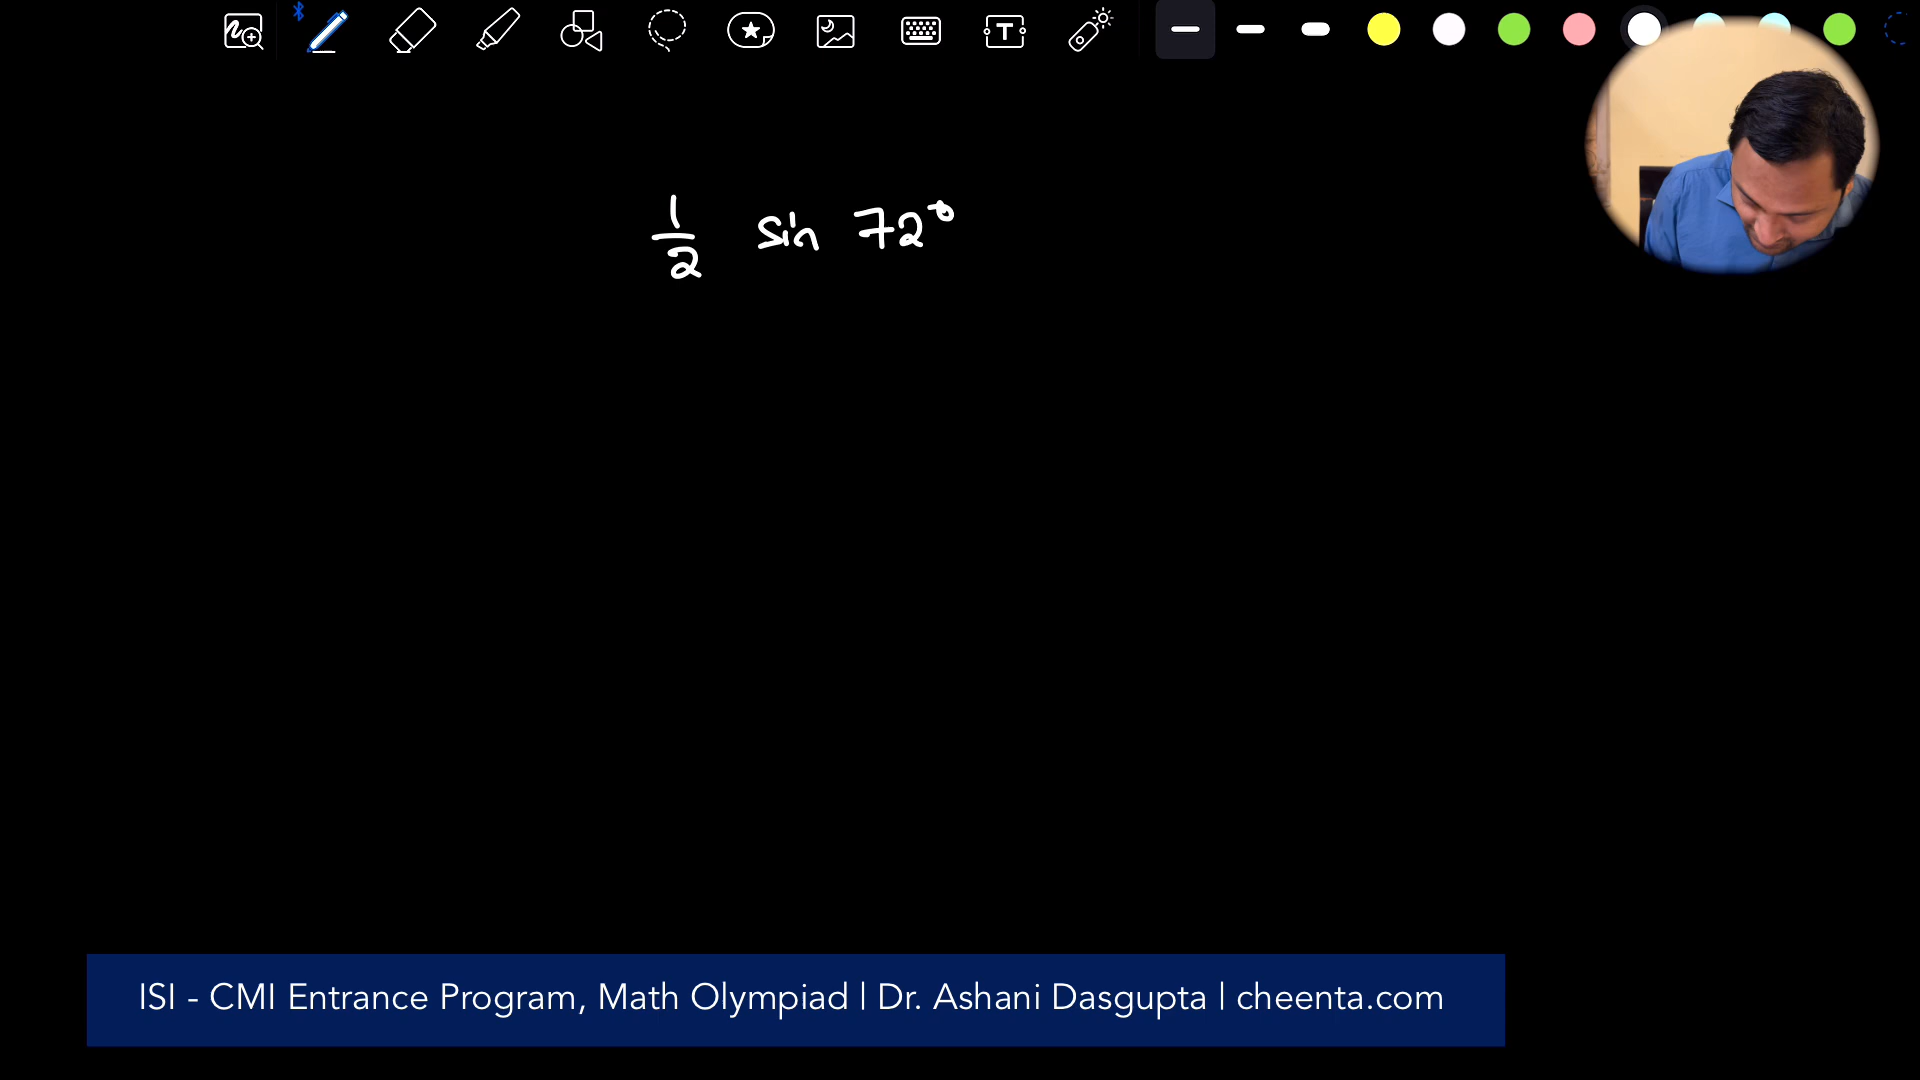 1/2 sin 72°
ISI - CMI Entrance Program, Math Olympiad | Dr. Ashani Dasgupta | cheenta.com